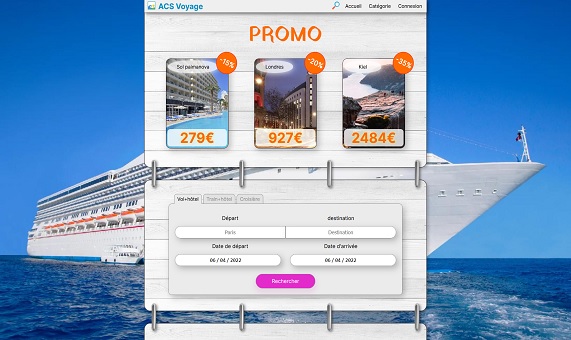 ACS Voyage
Accueil Catégorie Connexion
PROMO
Sol palmanova -15%
Londres -20%
Kiel -35%
279€ 927€ 2484€
Vol+hôtel Train+hôtel Croisière
Départ destination
Paris Destination
Date de départ Date d'arrivée
06 / 04 / 2022 06 / 04 / 2022
Rechercher